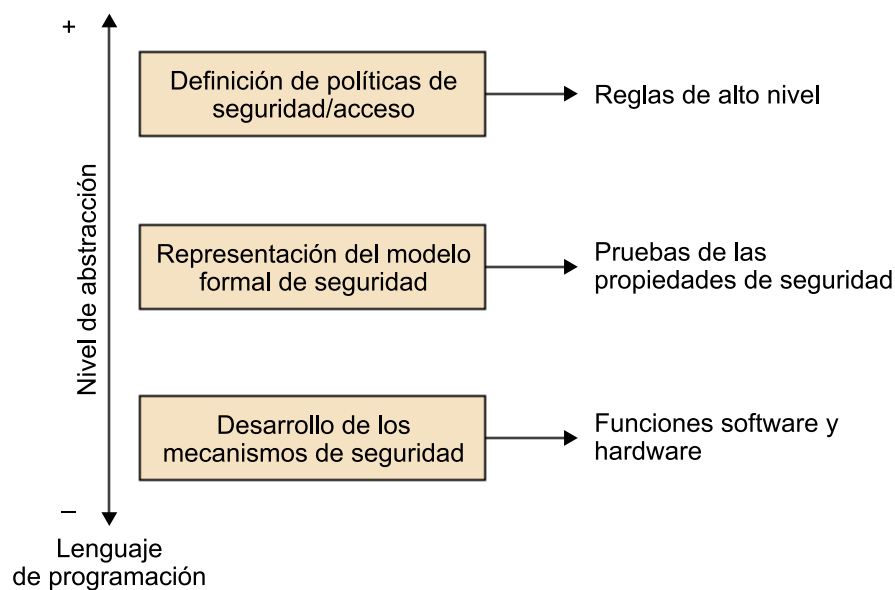 +
Definición de políticas de
seguridad/acceso
Reglas de alto nivel
Nivel de abstracción
Representación del modelo
formal de seguridad
Pruebas de las
propiedades de seguridad
Desarrollo de los
mecanismos de seguridad
Funciones software y
hardware
–
Lenguaje
de programación